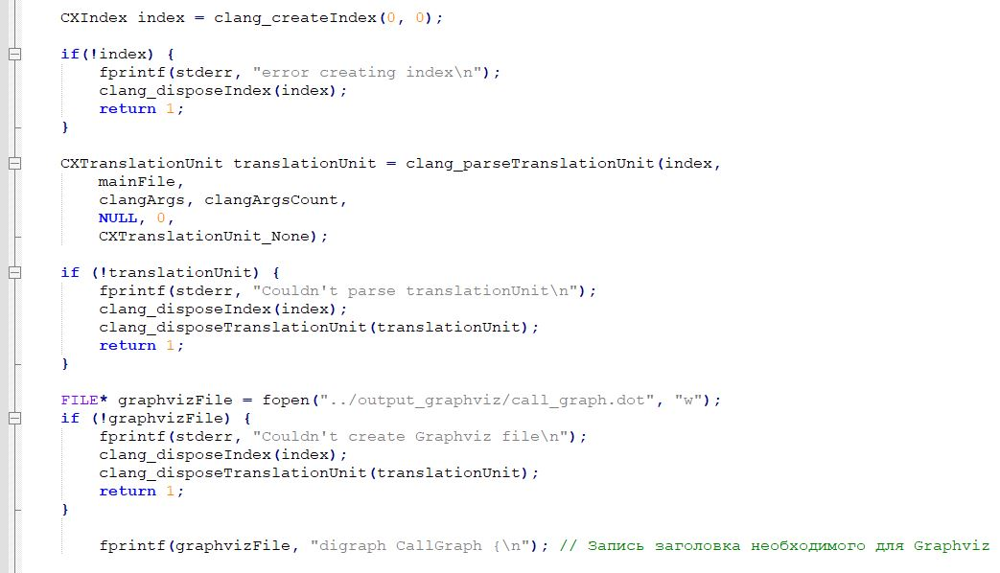 CXIndex index = clang_createIndex(0, 0);
if(!index) {
fprintf(stderr, "error creating index\n");
clang_disposeIndex(index);
return 1;
}
CXTranslationUnit translationUnit = clang_parseTranslationUnit(index,
mainFile,
clangArgs, clangArgsCount,
NULL, 0,
CXTranslationUnit_None);
if (!translationUnit) {
fprintf(stderr, "Couldn't parse translationUnit\n");
clang_disposeIndex(index);
clang_disposeTranslationUnit(translationUnit);
return 1;
}
FILE* graphvizFile = fopen("../output_graphviz/call_graph.dot", "w");
if (!graphvizFile) {
fprintf(stderr, "Couldn't create Graphviz file\n");
clang_disposeIndex(index);
clang_disposeTranslationUnit(translationUnit);
return 1;
}
fprintf(graphvizFile, "digraph CallGraph {\n"); // Запись заголовка необходимого для Graphviz